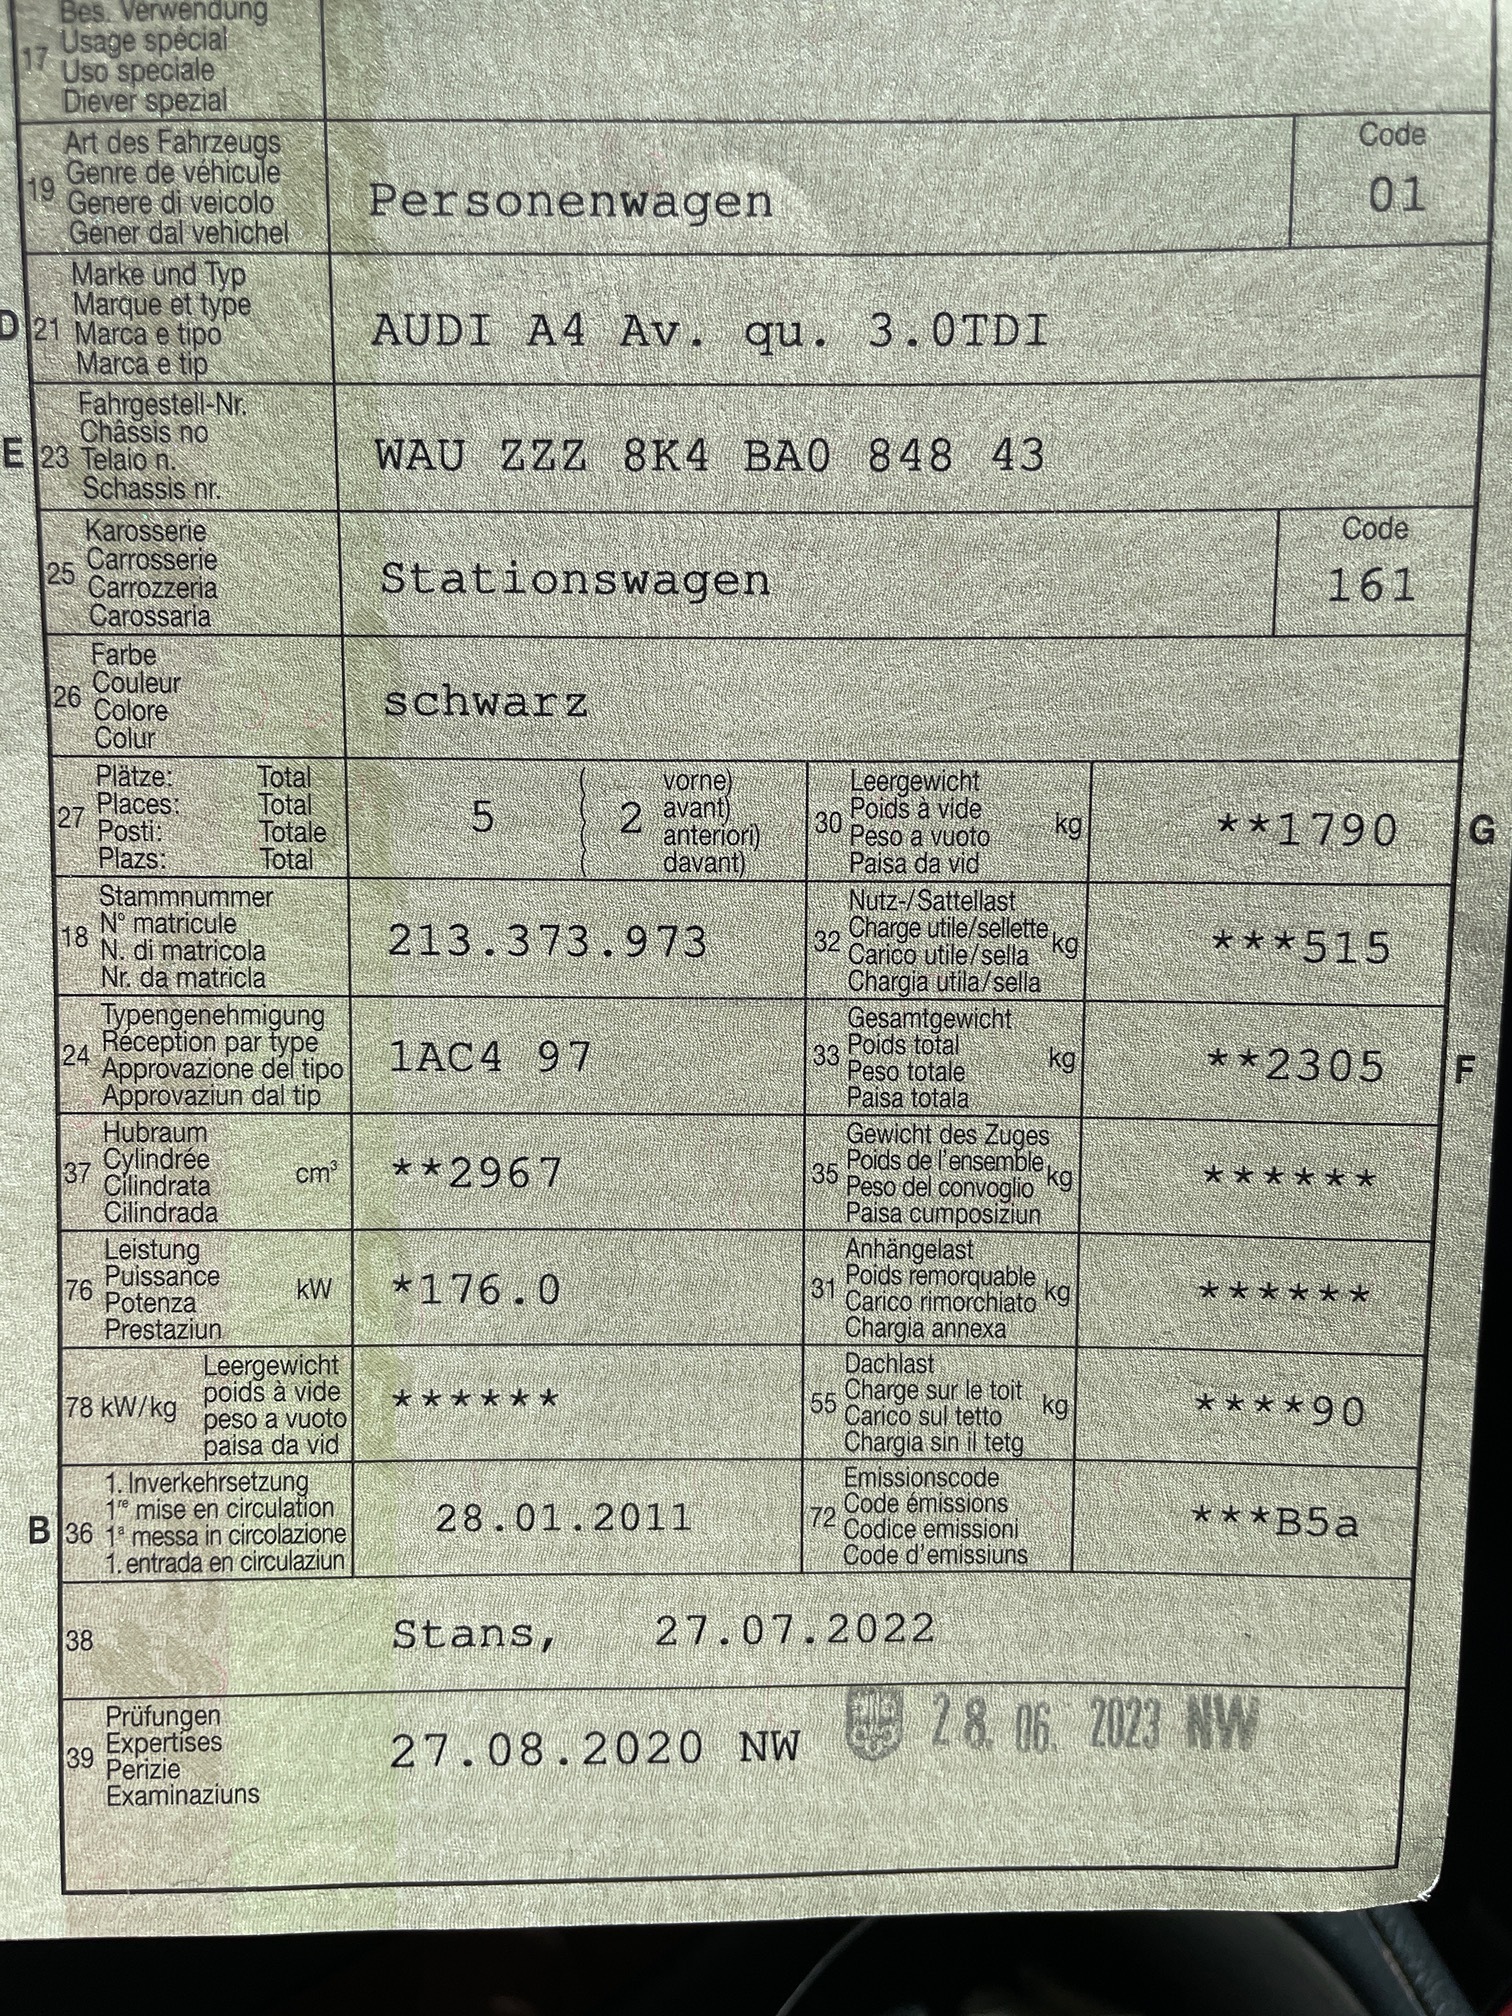 Bes. Verwendung
17 Usage spécial
Uso speciale
Diever spezial
Art des Fahrzeugs
19 Genre de véhicule
Genere di veicolo
Gener dal vehichel
Personenwagen
Code
01
Marke und Typ
Marque et type
D 21 Marca e tipo
Marca e tip
AUDI A4 Av. qu. 3.0TDI
Fahrgestell-Nr.
Châssis no
E 23 Telaio n.
Schassis nr.
WAU ZZZ 8K4 BA0 848 43
Karosserie
25 Carrosserie
Carrozzeria
Carossaria
Stationswagen
Code
161
Farbe
26 Couleur
Colore
Colur
schwarz
Plätze: Total
27 Places: Total
Posti: Totale
Plazs: Total
5 ( 2 vorne)
( avant)
( anteriori)
( davant)
Leergewicht
30 Poids à vide kg
Peso a vuoto
Paisa da vid
**1790 G
Stammnummer
18 N° matricule
N. di matricola
Nr. da matricla
213.373.973
Nutz-/Sattellast
32 Charge utile/sellette kg
Carico utile/sella
Chargia utila/sella
***515
Typengenehmigung
24 Réception par type
Approvazione del tipo
Approvaziun dal tip
1AC4 97
Gesamtgewicht
33 Poids total kg
Peso totale
Paisa totala
**2305 F
Hubraum
37 Cylindrée cm³
Cilindrata
Cilindrada
**2967
Gewicht des Zuges
35 Poids de l'ensemble kg
Peso del convoglio
Paisa cumposiziun
******
Leistung
76 Puissance kW
Potenza
Prestaziun
*176.0
Anhängelast
31 Poids remorquable kg
Carico rimorchiato
Chargia annexa
******
Leergewicht
78 kW/kg poids à vide
peso a vuoto
paisa da vid
******
Dachlast
55 Charge sur le toit kg
Carico sul tetto
Chargia sin il tetg
****90
1. Inverkehrsetzung
1re mise en circulation
B 36 1a messa in circolazione
1. entrada en circulaziun
28.01.2011
Emissionscode
72 Code émissions
Codice emissioni
Code d'emissiuns
***B5a
38 Stans, 27.07.2022
Prüfungen
39 Expertises
Perizie
Examinaziuns
27.08.2020 NW 28. 06. 2023 NW